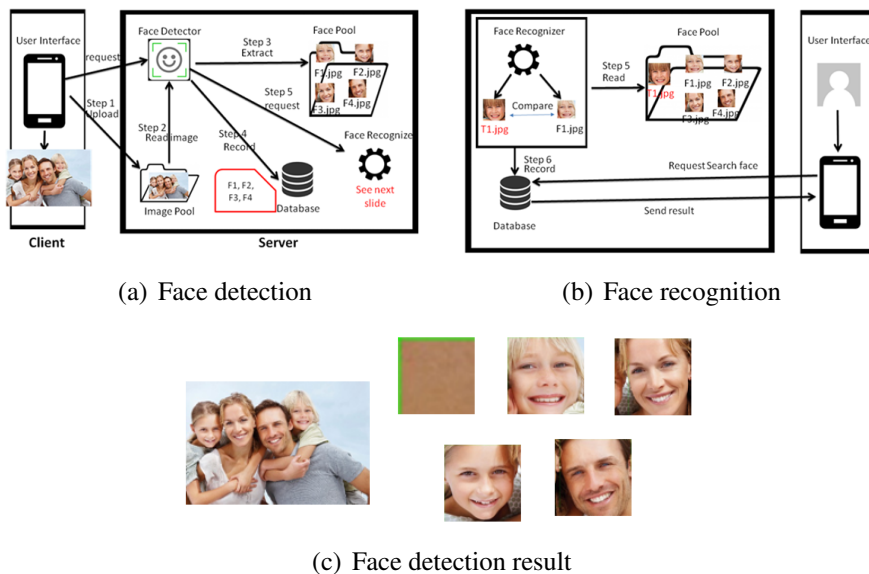 User Interface
request
Step 1
Upload
Client
Face Detector
Step 3
Extract
Face Pool
F1.jpg
F2.jpg
F3.jpg
F4.jpg
Step 2
Read image
Step 4
Record
Step 5
request
Image Pool
F1, F2,
F3, F4
Database
Face Recognize
See next
slide
Server
(a) Face detection
Face Recognizer
T1.jpg
Compare
F1.jpg
Step 5
Read
Face Pool
T1.jpg
F1.jpg
F2.jpg
F3.jpg
F4.jpg
Step 6
Record
Database
Request Search face
Send result
User Interface
(b) Face recognition
(c) Face detection result